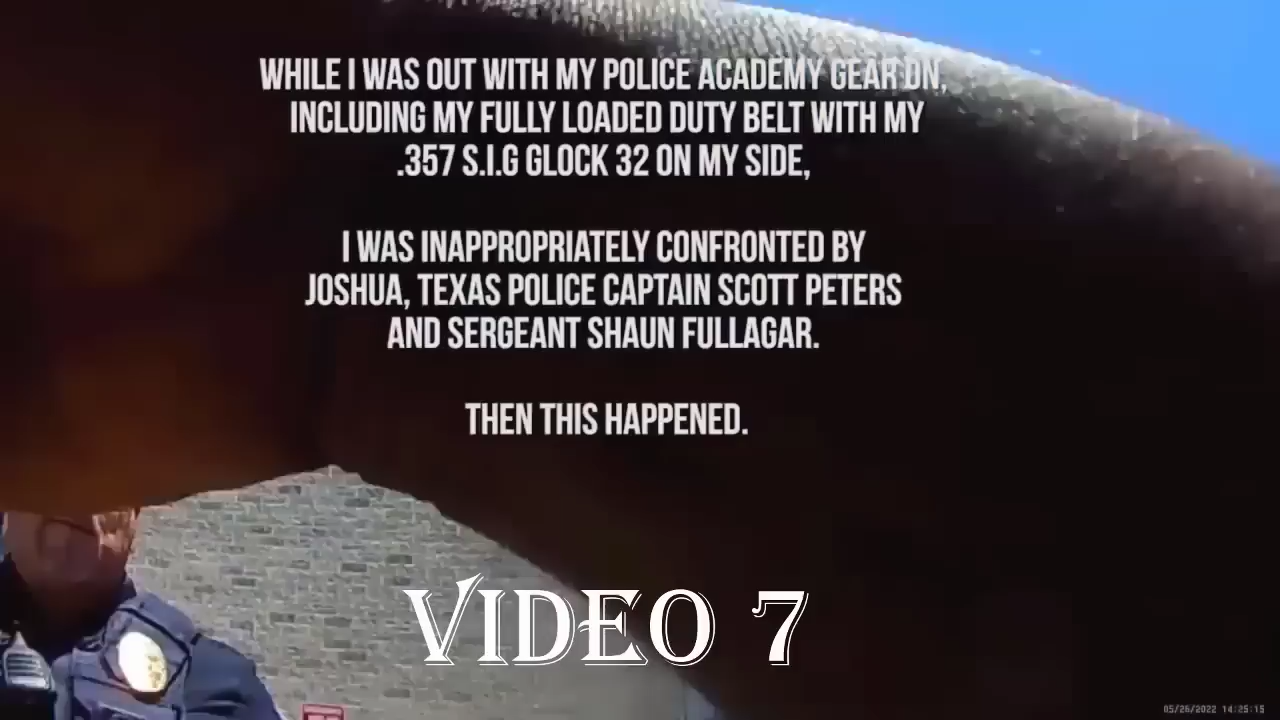 WHILE I WAS OUT WITH MY POLICE ACADEMY GEAR ON,
INCLUDING MY FULLY LOADED DUTY BELT WITH MY
.357 S.I.G GLOCK 32 ON MY SIDE,
I WAS INAPPROPRIATELY CONFRONTED BY
JOSHUA, TEXAS POLICE CAPTAIN SCOTT PETERS
AND SERGEANT SHAUN FULLAGAR.
THEN THIS HAPPENED.
VIDEO 7
05/26/2022 14:25:15